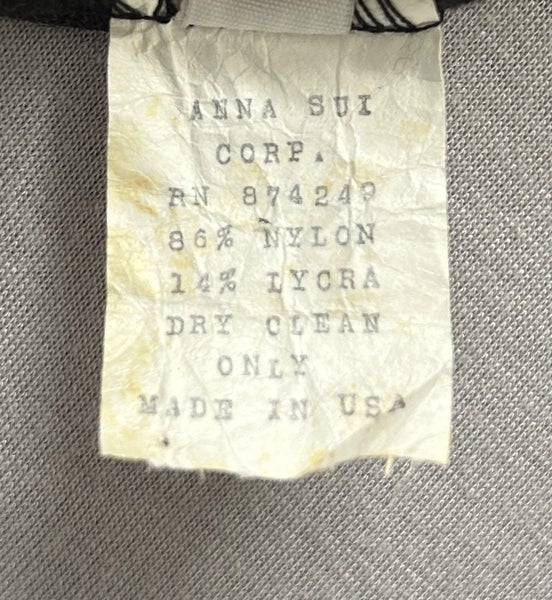 ANNA SUI
CORP.
RN 874249
86% NYLON
14% LYCRA
DRY CLEAN
ONLY
MADE IN USA